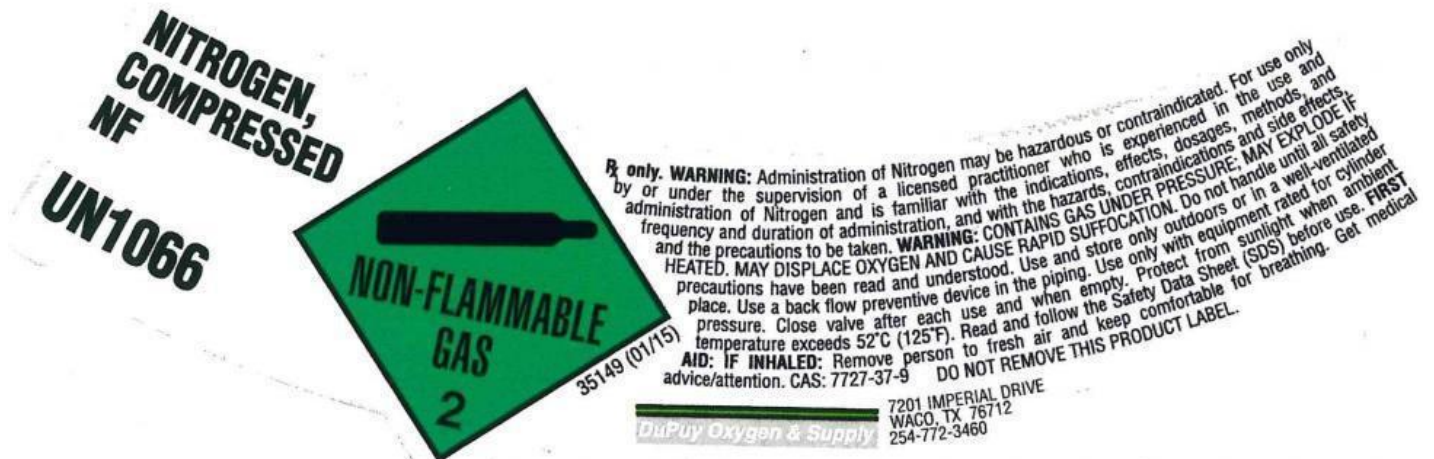 NITROGEN,
COMPRESSED
NF
UN1066
NON-FLAMMABLE
GAS
2
35149 (01/15)
℞ only. WARNING: Administration of Nitrogen may be hazardous or contraindicated. For use only
by or under the supervision of a licensed practitioner who is experienced in the use and
administration of Nitrogen and is familiar with the indications, effects, dosages, methods, and
frequency and duration of administration, and with the hazards, contraindications and side effects,
and the precautions to be taken. WARNING: CONTAINS GAS UNDER PRESSURE; MAY EXPLODE IF
HEATED. MAY DISPLACE OXYGEN AND CAUSE RAPID SUFFOCATION. Do not handle until all safety
precautions have been read and understood. Use and store only outdoors or in a well-ventilated
place. Use a back flow preventive device in the piping. Use only with equipment rated for cylinder
pressure. Close valve after each use and when empty. Protect from sunlight when ambient
temperature exceeds 52°C (125°F). Read and follow the Safety Data Sheet (SDS) before use. FIRST
AID: IF INHALED: Remove person to fresh air and keep comfortable for breathing. Get medical
advice/attention. CAS: 7727-37-9 DO NOT REMOVE THIS PRODUCT LABEL.
DuPuy Oxygen & Supply
7201 IMPERIAL DRIVE
WACO, TX 76712
254-772-3460